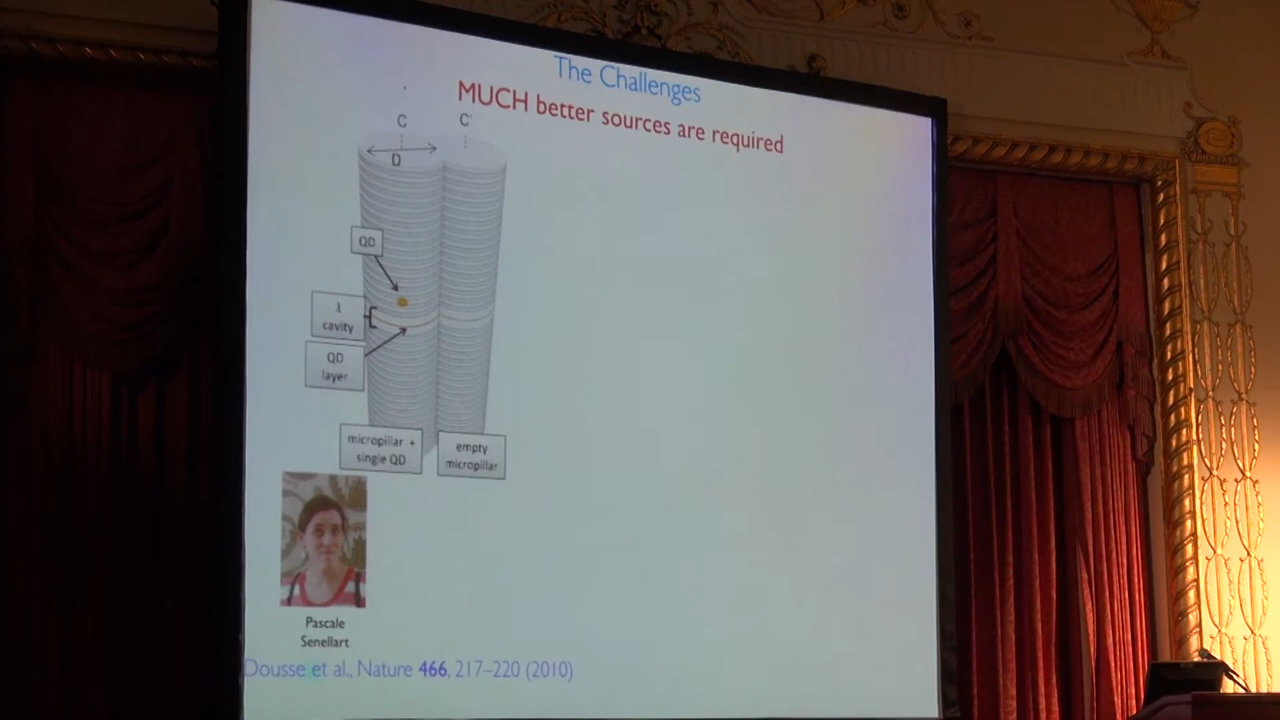 The Challenges
MUCH better sources are required
C C'
D
QD
λ
cavity
QD
layer
micropillar +
single QD
empty
micropillar
Pascale
Senellart
Dousse et al., Nature 466, 217–220 (2010)